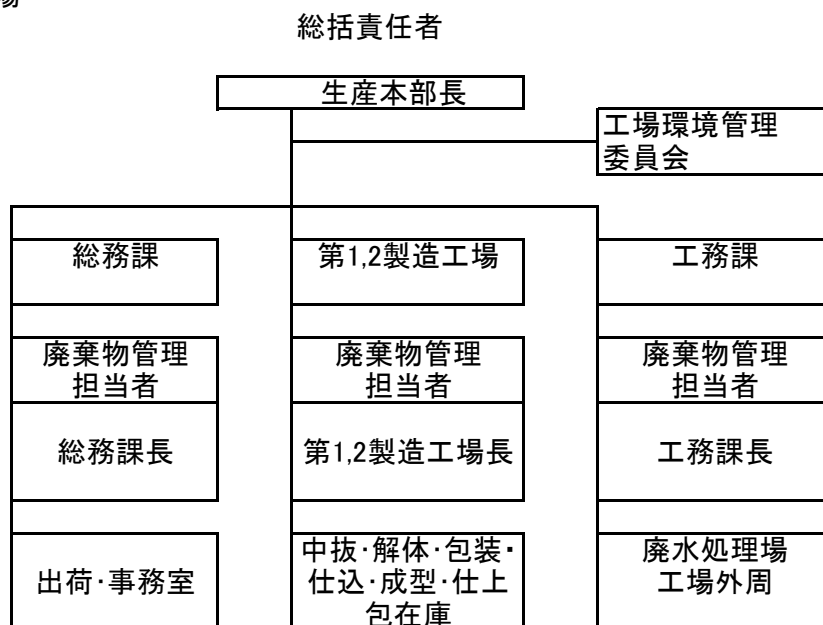 場
総括責任者
生産本部長
工場環境管理
委員会
総務課
第1,2製造工場
工務課
廃棄物管理
担当者
廃棄物管理
担当者
廃棄物管理
担当者
総務課長
第1,2製造工場長
工務課長
出荷・事務室
中抜・解体・包装・
仕込・成型・仕上
包在庫
廃水処理場
工場外周